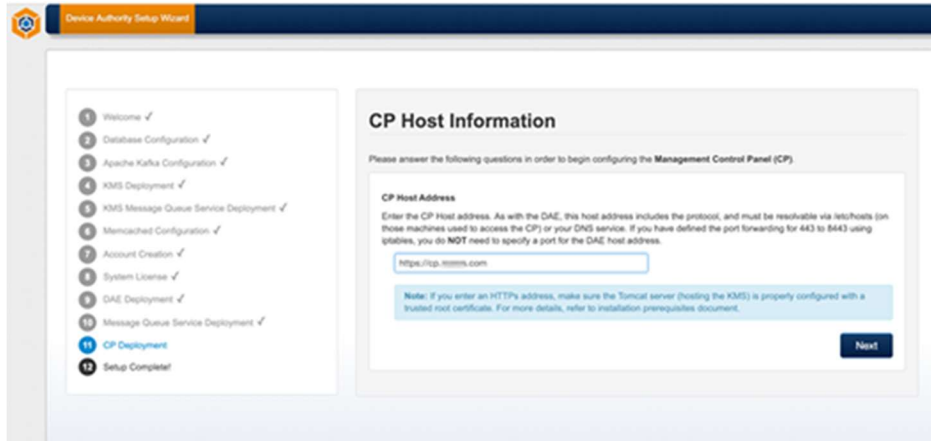 Device Authority Setup Wizard
1 Welcome ✓
2 Database Configuration ✓
3 Apache Kafka Configuration ✓
4 KMS Deployment ✓
5 KMS Message Queue Service Deployment ✓
6 Memcached Configuration ✓
7 Account Creation ✓
8 System License ✓
9 DAE Deployment ✓
10 Message Queue Service Deployment ✓
11 CP Deployment
12 Setup Complete!
CP Host Information
Please answer the following questions in order to begin configuring the Management Control Panel (CP).
CP Host Address
Enter the CP Host address. As with the DAE, this host address includes the protocol, and must be resolvable via /etc/hosts (on
those machines used to access the CP) or your DNS service. If you have defined the port forwarding for 443 to 8443 using
iptables, you do NOT need to specify a port for the DAE host address.
https://cp. .com
Note: If you enter an HTTPs address, make sure the Tomcat server (hosting the KMS) is properly configured with a
trusted root certificate. For more details, refer to installation prerequisites document.
Next